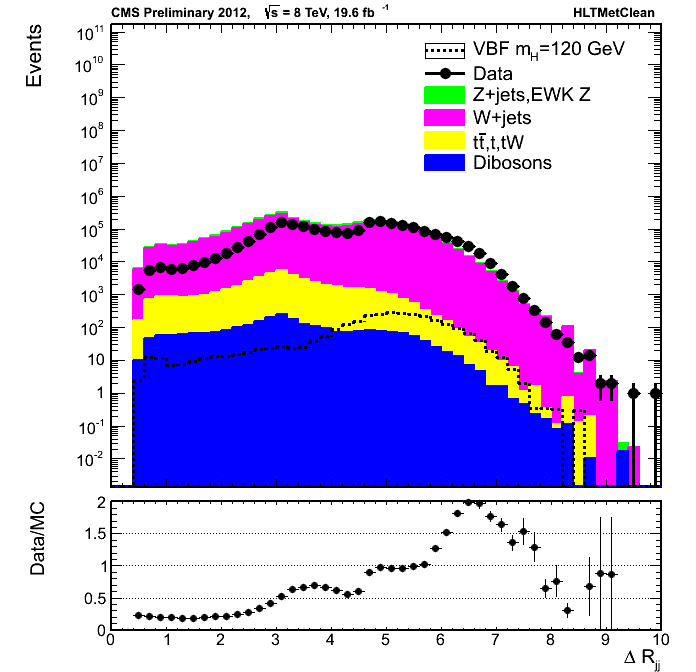 CMS Preliminary 2012, √s = 8 TeV, 19.6 fb⁻¹ HLTMetClean
Events
10¹¹
10¹⁰
10⁹
10⁸
10⁷
10⁶
10⁵
10⁴
10³
10²
10
1
10⁻¹
10⁻²
VBF m_H=120 GeV
Data
Z+jets,EWK Z
W+jets
tt̄,t,tW
Dibosons
Data/MC
2
1.5
1
0.5
0
0 1 2 3 4 5 6 7 8 9 10
Δ R_jj